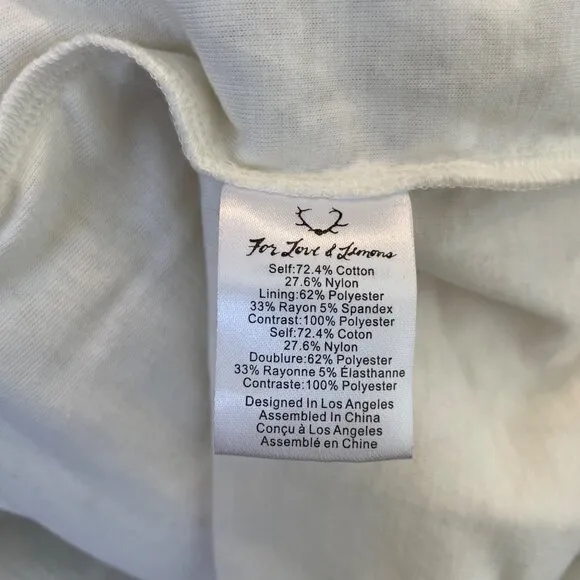 For Love & Lemons
Self:72.4% Cotton
27.6% Nylon
Lining:62% Polyester
33% Rayon 5% Spandex
Contrast:100% Polyester
Self:72.4% Coton
27.6% Nylon
Doublure:62% Polyester
33% Rayonne 5% Élasthanne
Contraste:100% Polyester
Designed In Los Angeles
Assembled In China
Conçu à Los Angeles
Assemblé en Chine